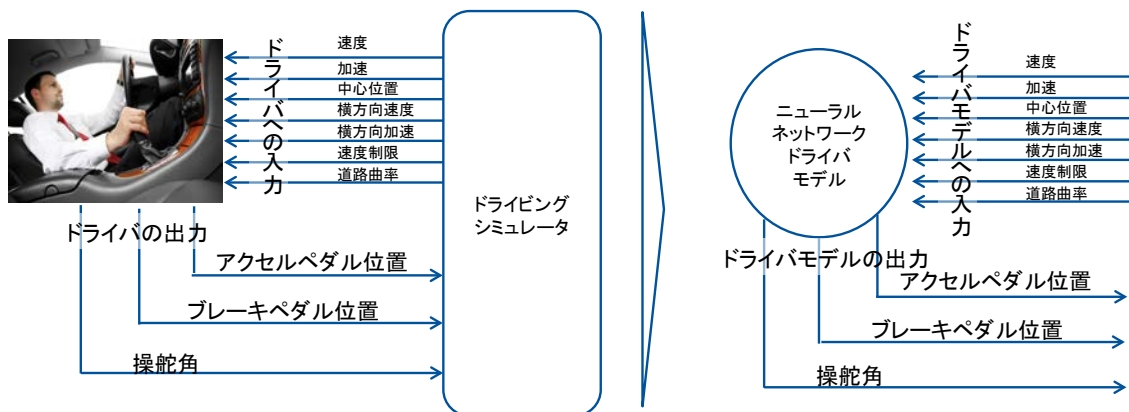 速度
加速
中心位置
横方向速度
横方向加速
速度制限
道路曲率
ドライバへの入力
ドライバの出力
アクセルペダル位置
ブレーキペダル位置
操舵角
ドライビング
シミュレータ
ニューラル
ネットワーク
ドライバ
モデル
速度
加速
中心位置
横方向速度
横方向加速
速度制限
道路曲率
ドライバモデルへの入力
ドライバモデルの出力
アクセルペダル位置
ブレーキペダル位置
操舵角